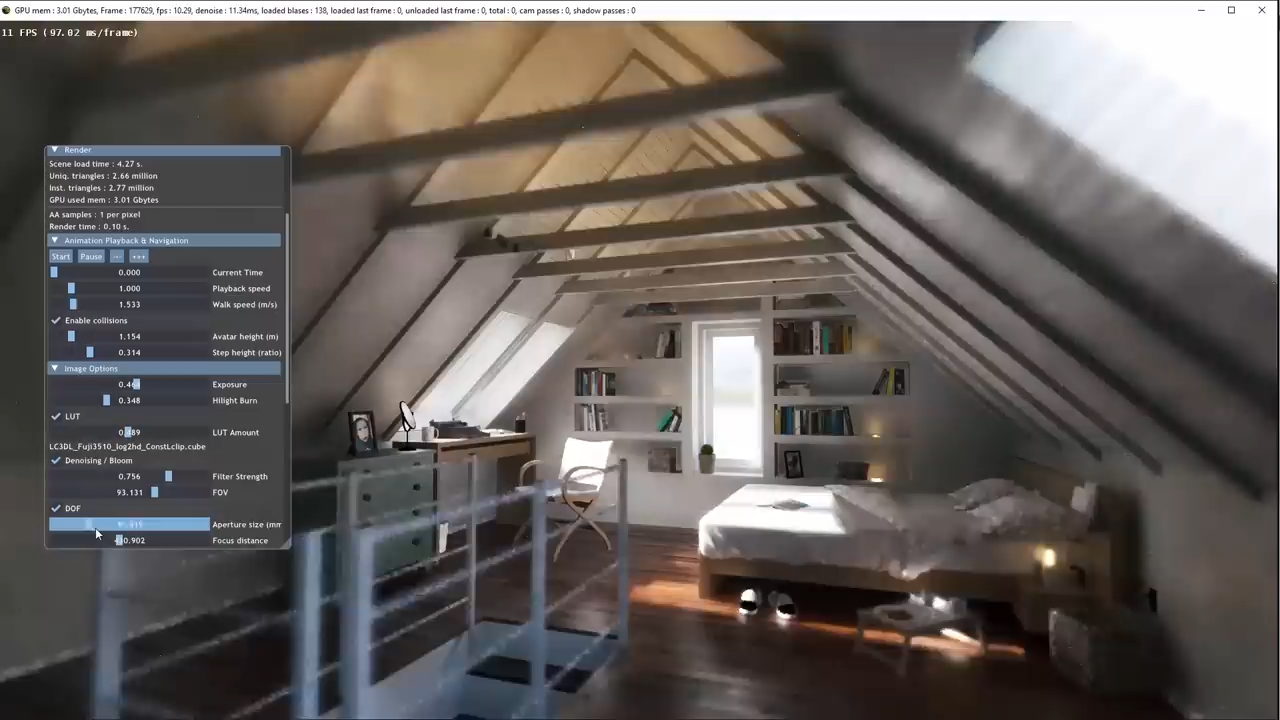 GPU mem : 3.01 Gbytes, Frame : 177629, fps : 10.29, denoise : 11.34ms, loaded blases : 138, loaded last frame : 0, unloaded last frame : 0, total : 0, cam passes : 0, shadow passes : 0
11 FPS (97.02 ms/frame)
Render
Scene load time : 4.27 s.
Uniq. triangles : 2.66 million
Inst. triangles : 2.77 million
GPU used mem : 3.01 Gbytes
AA samples : 1 per pixel
Render time : 0.10 s.
Animation Playback & Navigation
Start Pause
0.000 Current Time
1.000 Playback speed
1.533 Walk speed (m/s)
Enable collisions
1.154 Avatar height (m)
0.314 Step height (ratio)
Image Options
Exposure
0.348 Hilight Burn
LUT
0.489 LUT Amount
LC3DL_Fuji3510_log2hd_ConstLclip.cube
Denoising / Bloom
0.756 Filter Strength
93.131 FOV
DOF
Aperture size (mm
Focus distance